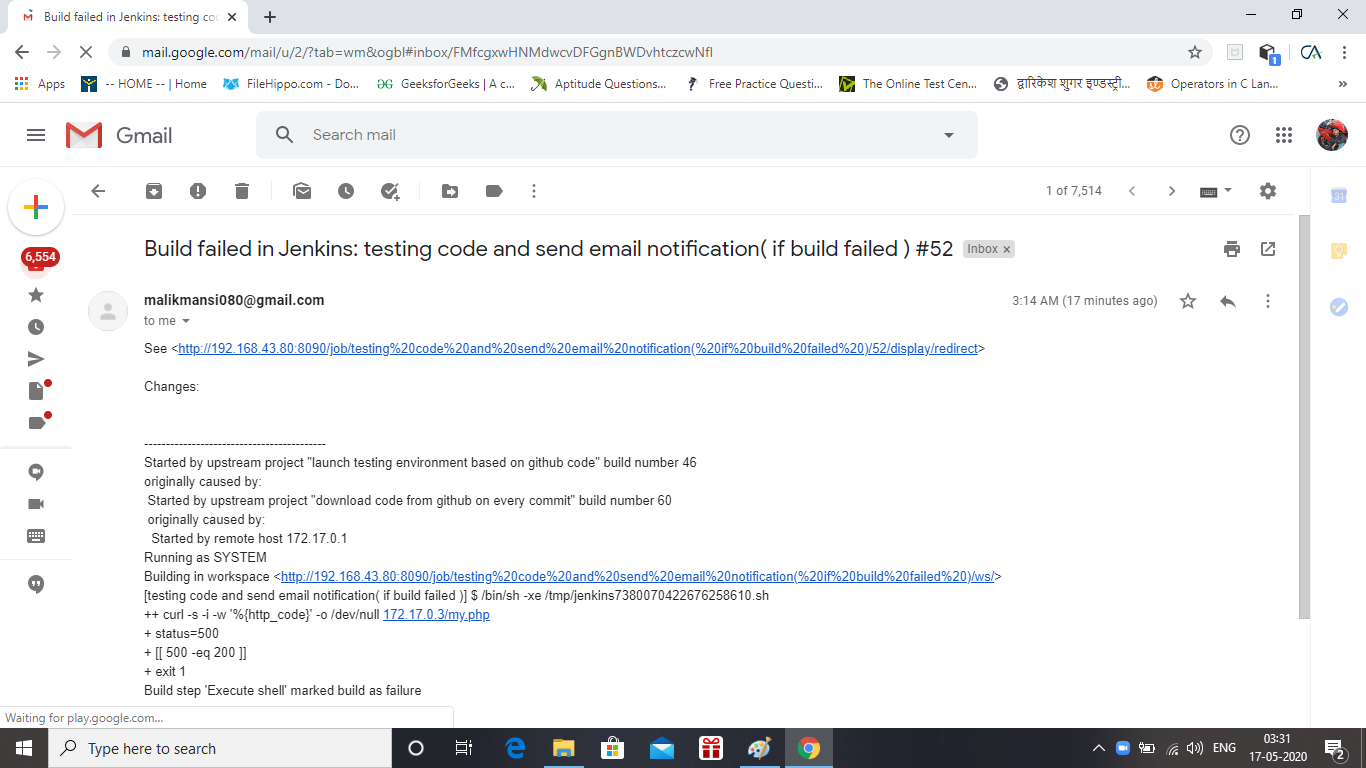 Build failed in Jenkins: testing co
mail.google.com/mail/u/2/?tab=wm&ogbl#inbox/FMfcgxwHNMdwcvDFGgnBWDvhtczcwNfl
CA
1
Apps
-- HOME -- | Home
FileHippo.com - Do...
GeeksforGeeks | A c...
Aptitude Questions...
Free Practice Questi...
The Online Test Cen...
द्वारिकेश शुगर इण्डस्ट्री...
Operators in C Lan...
»
Gmail
Search mail
1 of 7,514
31
6,554
Build failed in Jenkins: testing code and send email notification( if build failed ) #52
Inbox ×
malikmansi080@gmail.com
3:14 AM (17 minutes ago)
to me
See <http://192.168.43.80:8090/job/testing%20code%20and%20send%20email%20notification(%20if%20build%20failed%20)/52/display/redirect>
Changes:
------------------------------------------
Started by upstream project "launch testing environment based on github code" build number 46
originally caused by:
Started by upstream project "download code from github on every commit" build number 60
originally caused by:
Started by remote host 172.17.0.1
Running as SYSTEM
Building in workspace <http://192.168.43.80:8090/job/testing%20code%20and%20send%20email%20notification(%20if%20build%20failed%20)/ws/>
[testing code and send email notification( if build failed )] $ /bin/sh -xe /tmp/jenkins7380070422676258610.sh
++ curl -s -i -w '%{http_code}' -o /dev/null 172.17.0.3/my.php
+ status=500
+ [[ 500 -eq 200 ]]
+ exit 1
Build step 'Execute shell' marked build as failure
Waiting for play.google.com...
Type here to search
ENG
03:31
17-05-2020
2